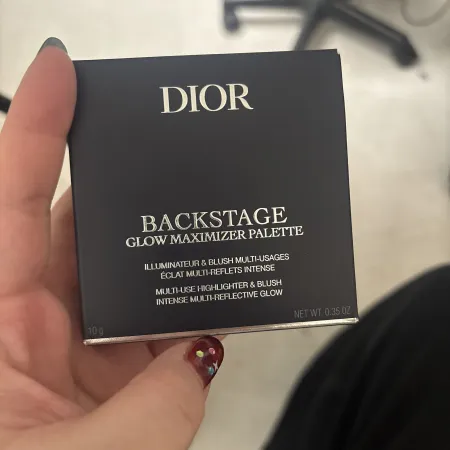 DIOR
BACKSTAGE
GLOW MAXIMIZER PALETTE
ILLUMINATEUR & BLUSH MULTI-USAGES
ÉCLAT MULTI-REFLETS INTENSE
MULTI-USE HIGHLIGHTER & BLUSH
INTENSE MULTI-REFLECTIVE GLOW
10g NET WT. 0.35 OZ